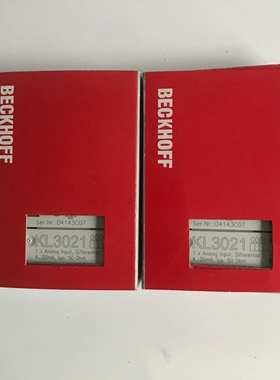 BECKHOFF
Ser.Nr.:04143C07
KL3021
1 x Analog Input, Differential
4..20mA, typ. 50 Ohm
BECKHOFF
Ser.Nr.:04143C07
KL3021
1 x Analog Input, Differential
4..20mA, typ. 50 Ohm